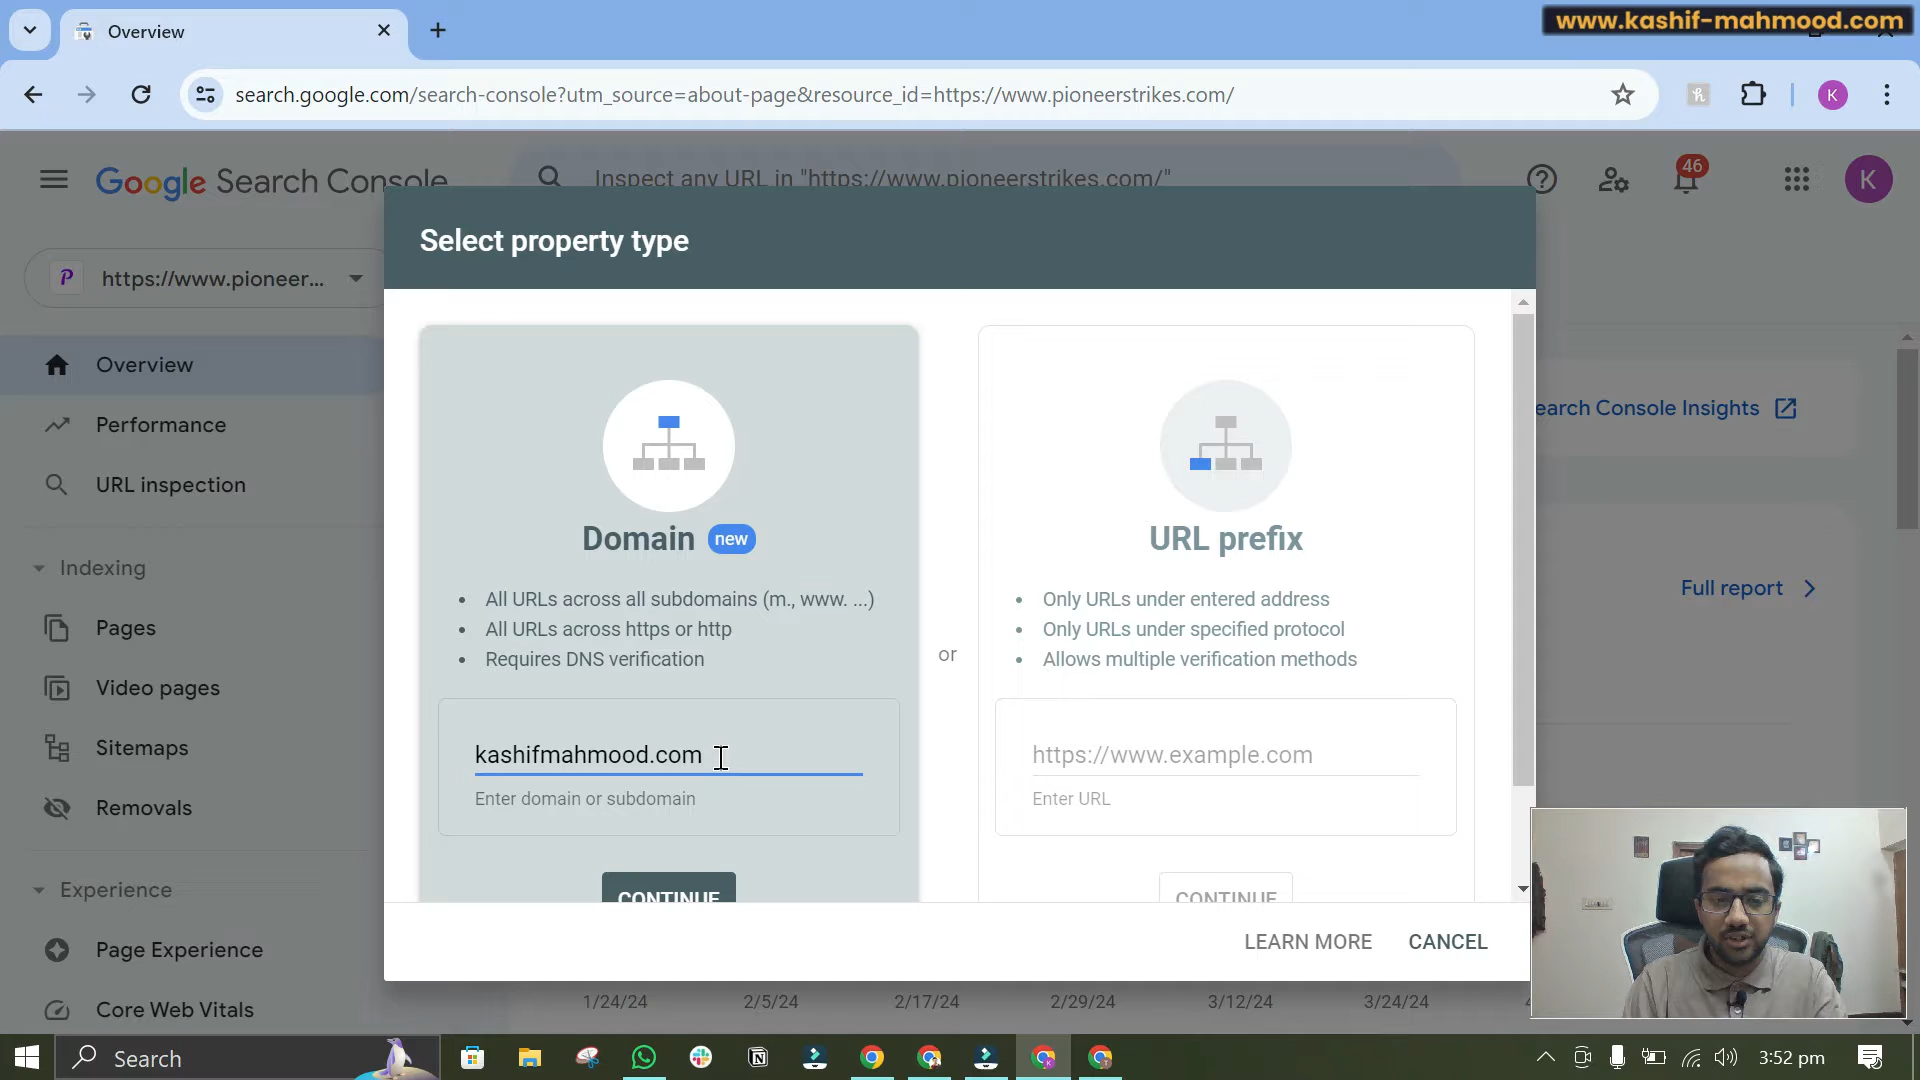 Overview
www.kashif-mahmood.com
search.google.com/search-console?utm_source=about-page&resource_id=https://www.pioneerstrikes.com/
K
Google Search Console
Inspect any URL in "https://www.pioneerstrikes.com/"
46
K
Select property type
P https://www.pioneer...
Overview
Performance
URL inspection
Indexing
Pages
Video pages
Sitemaps
Removals
Experience
Page Experience
Core Web Vitals
Domain new
All URLs across all subdomains (m., www. ...)
All URLs across https or http
Requires DNS verification
kashifmahmood.com
Enter domain or subdomain
CONTINUE
or
URL prefix
Only URLs under entered address
Only URLs under specified protocol
Allows multiple verification methods
https://www.example.com
Enter URL
CONTINUE
earch Console Insights
Full report
LEARN MORE CANCEL
1/24/24 2/5/24 2/17/24 2/29/24 3/12/24 3/24/24
Search
3:52 pm